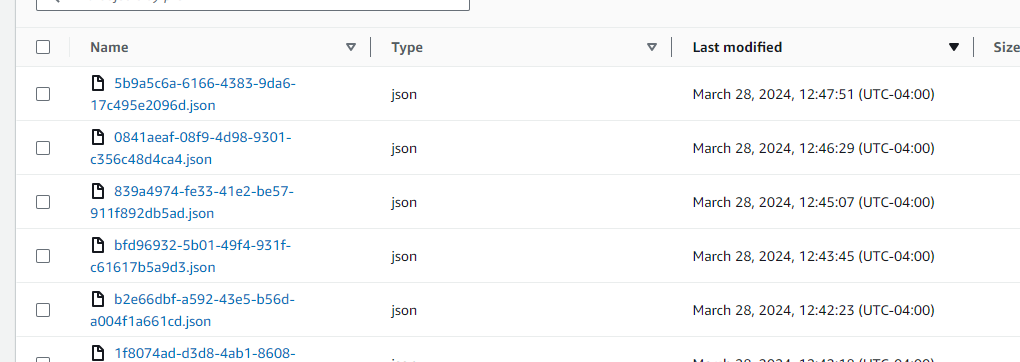 Name Type Last modified Size
5b9a5c6a-6166-4383-9da6-
17c495e2096d.json
json March 28, 2024, 12:47:51 (UTC-04:00)
0841aeaf-08f9-4d98-9301-
c356c48d4ca4.json
json March 28, 2024, 12:46:29 (UTC-04:00)
839a4974-fe33-41e2-be57-
911f892db5ad.json
json March 28, 2024, 12:45:07 (UTC-04:00)
bfd96932-5b01-49f4-931f-
c61617b5a9d3.json
json March 28, 2024, 12:43:45 (UTC-04:00)
b2e66dbf-a592-43e5-b56d-
a004f1a661cd.json
json March 28, 2024, 12:42:23 (UTC-04:00)
1f8074ad-d3d8-4ab1-8608-